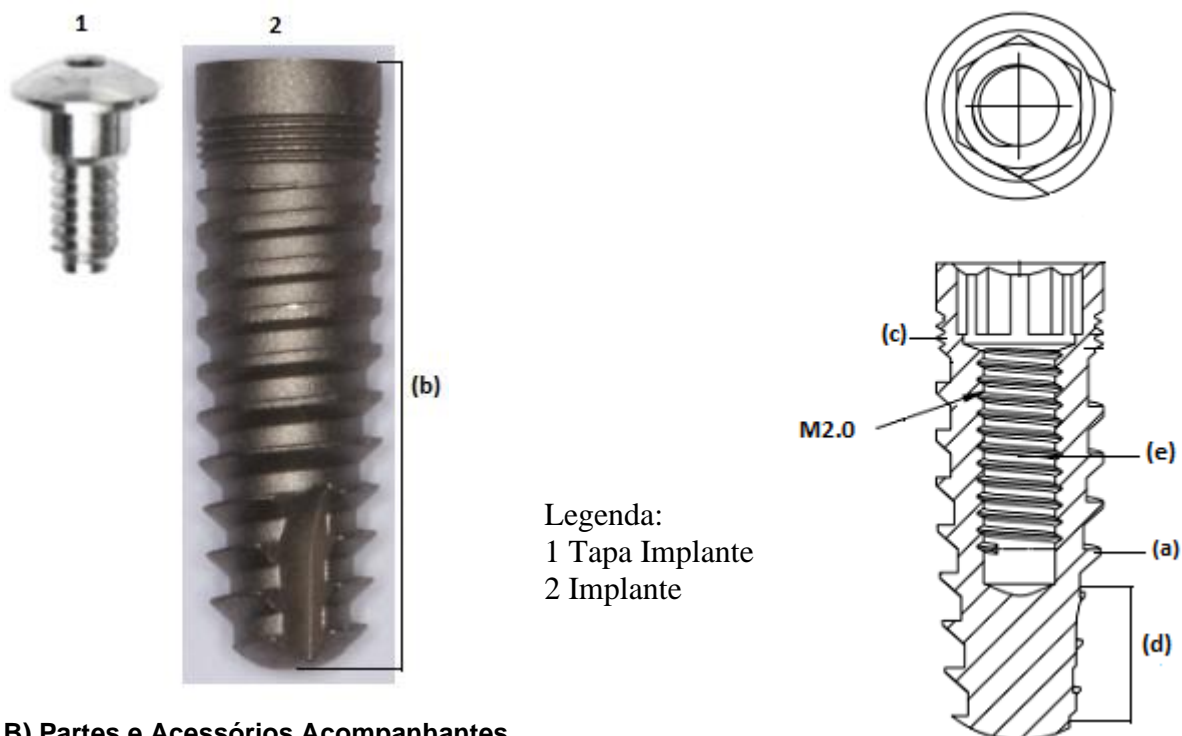 1
2
(b)
(c)
M2.0
(e)
(a)
(d)
Legenda:
1 Tapa Implante
2 Implante
B) Partes e Acessórios Acompanhantes